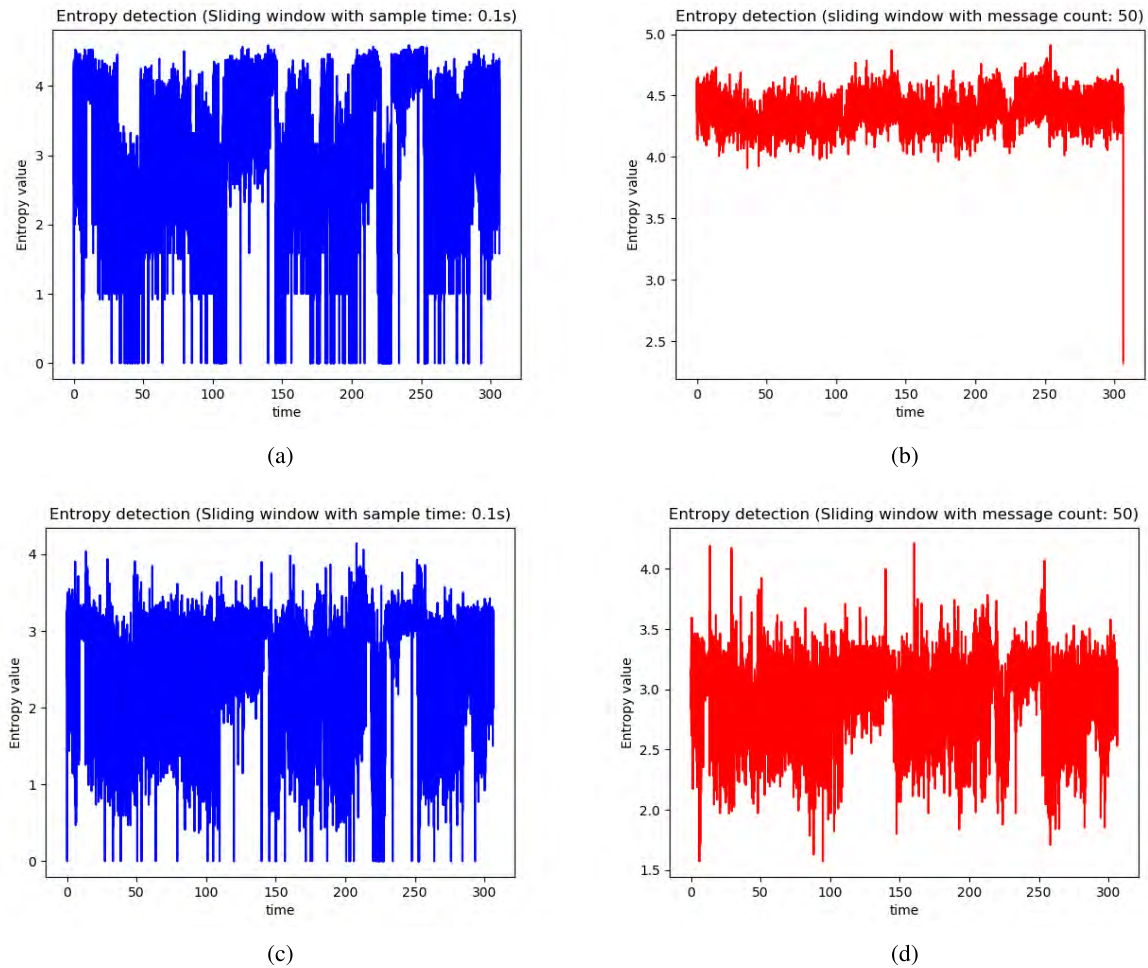 Entropy detection (Sliding window with sample time: 0.1s)
Entropy value
4
3
2
1
0
0 50 100 150 200 250 300
time
(a)
Entropy detection (sliding window with message count: 50)
Entropy value
5.0
4.5
4.0
3.5
3.0
2.5
0 50 100 150 200 250 300
time
(b)
Entropy detection (Sliding window with sample time: 0.1s)
Entropy value
4
3
2
1
0
0 50 100 150 200 250 300
time
(c)
Entropy detection (Sliding window with message count: 50)
Entropy value
4.0
3.5
3.0
2.5
2.0
1.5
0 50 100 150 200 250 300
time
(d)